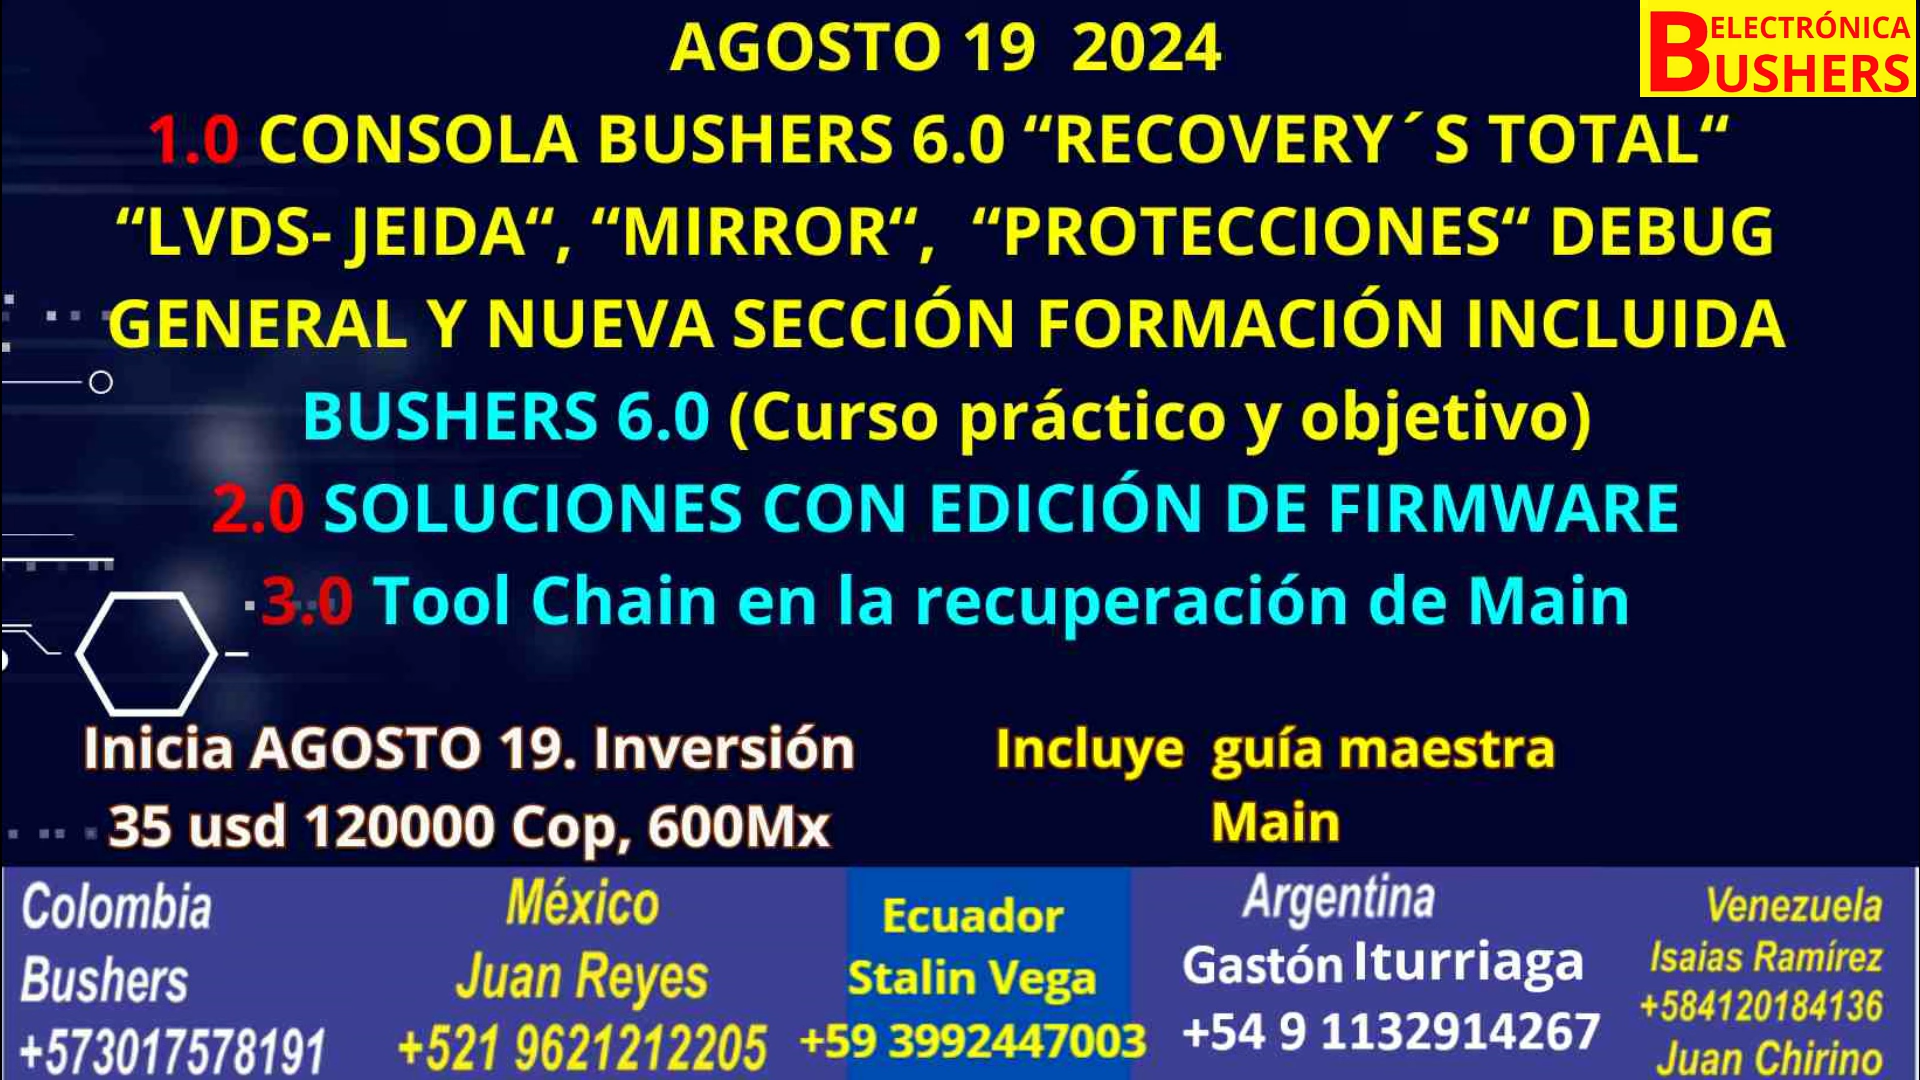 AGOSTO 19 2024
ELECTRÓNICA
BUSHERS
1.0 CONSOLA BUSHERS 6.0 “RECOVERY´S TOTAL“
“LVDS- JEIDA“, “MIRROR“, “PROTECCIONES“ DEBUG
GENERAL Y NUEVA SECCIÓN FORMACIÓN INCLUIDA
BUSHERS 6.0 (Curso práctico y objetivo)
2.0 SOLUCIONES CON EDICIÓN DE FIRMWARE
3.0 Tool Chain en la recuperación de Main
Inicia AGOSTO 19. Inversión
35 usd 120000 Cop, 600Mx
Incluye guía maestra
Main
Colombia
Bushers
+573017578191
México
Juan Reyes
+521 9621212205
Ecuador
Stalin Vega
+59 3992447003
Argentina
Gastón Iturriaga
+54 9 1132914267
Venezuela
Isaias Ramírez
+584120184136
Juan Chirino